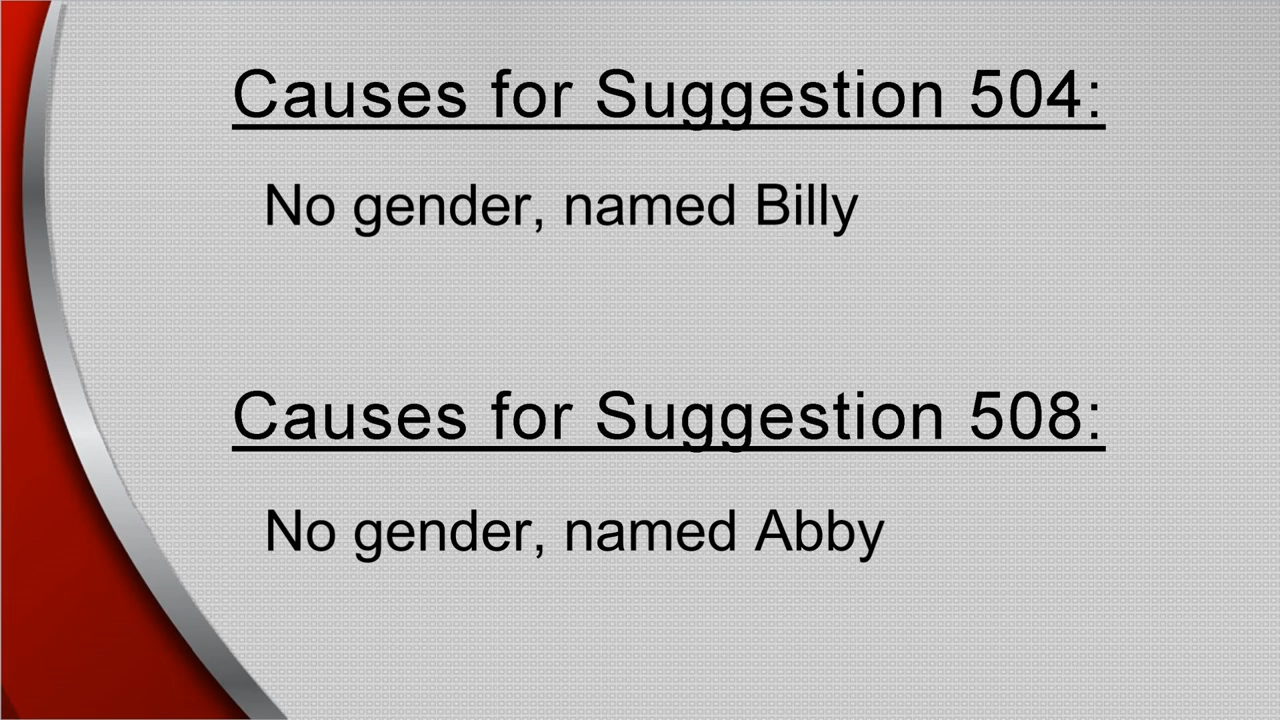 Causes for Suggestion 504:
No gender, named Billy
Causes for Suggestion 508:
No gender, named Abby